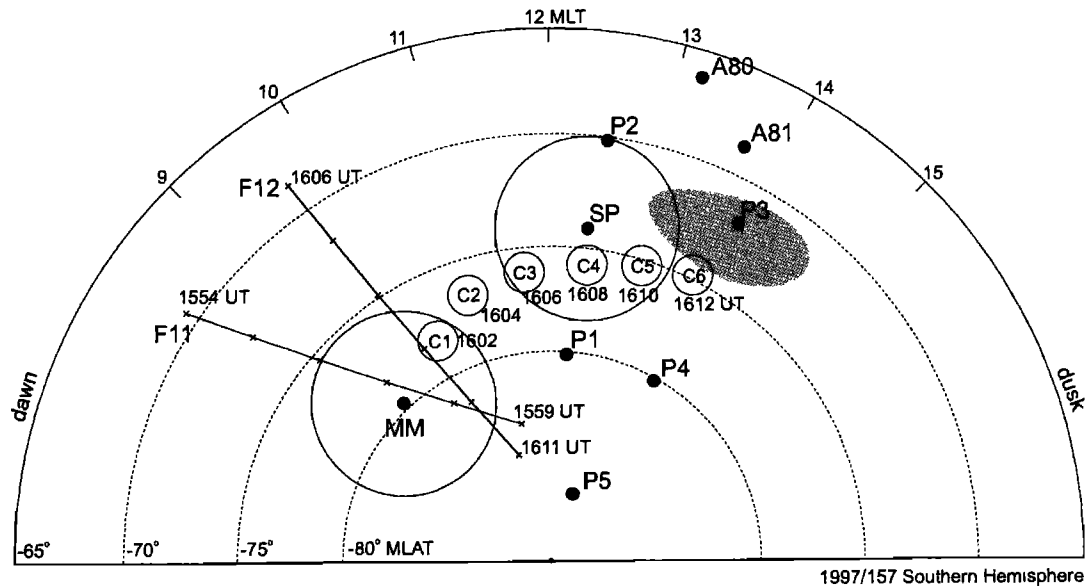 12 MLT
11
13
A80
10
14
P2
A81
9
15
F12
1606 UT
SP
P3
C3
C4
C5
C6
1554 UT
C2
1606
1608
1610
1612 UT
1604
F11
C1
1602
P1
P4
dawn
dusk
MM
1559 UT
1611 UT
P5
-65°
-70°
-75°
-80° MLAT
1997/157 Southern Hemisphere